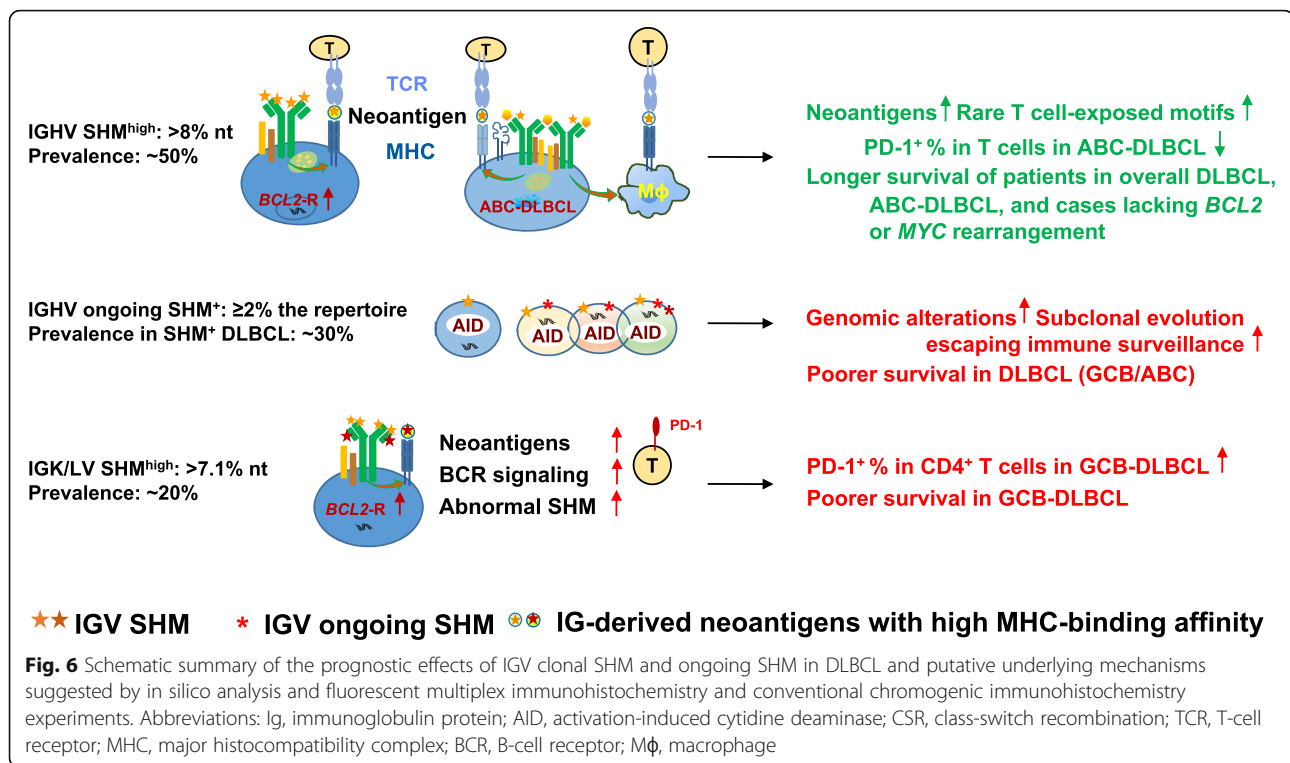 T
T
T
TCR
Neoantigen
MHC
IGHV SHMhigh: >8% nt
Prevalence: ~50%
BCL2-R ↑
ABC-DLBCL
Mɸ
Neoantigens ↑ Rare T cell-exposed motifs ↑
PD-1+ % in T cells in ABC-DLBCL ↓
Longer survival of patients in overall DLBCL,
ABC-DLBCL, and cases lacking BCL2
or MYC rearrangement
IGHV ongoing SHM+: ≥2% the repertoire
Prevalence in SHM+ DLBCL: ~30%
AID
AID
AID
AID
Genomic alterations ↑ Subclonal evolution
escaping immune surveillance ↑
Poorer survival in DLBCL (GCB/ABC)
IGK/LV SHMhigh: >7.1% nt
Prevalence: ~20%
BCL2-R ↑
Neoantigens ↑
BCR signaling ↑
Abnormal SHM ↑
PD-1
T
PD-1+ % in CD4+ T cells in GCB-DLBCL ↑
Poorer survival in GCB-DLBCL
★★ IGV SHM * IGV ongoing SHM IG-derived neoantigens with high MHC-binding affinity
Fig. 6 Schematic summary of the prognostic effects of IGV clonal SHM and ongoing SHM in DLBCL and putative underlying mechanisms
suggested by in silico analysis and fluorescent multiplex immunohistochemistry and conventional chromogenic immunohistochemistry
experiments. Abbreviations: Ig, immunoglobulin protein; AID, activation-induced cytidine deaminase; CSR, class-switch recombination; TCR, T-cell
receptor; MHC, major histocompatibility complex; BCR, B-cell receptor; Mɸ, macrophage